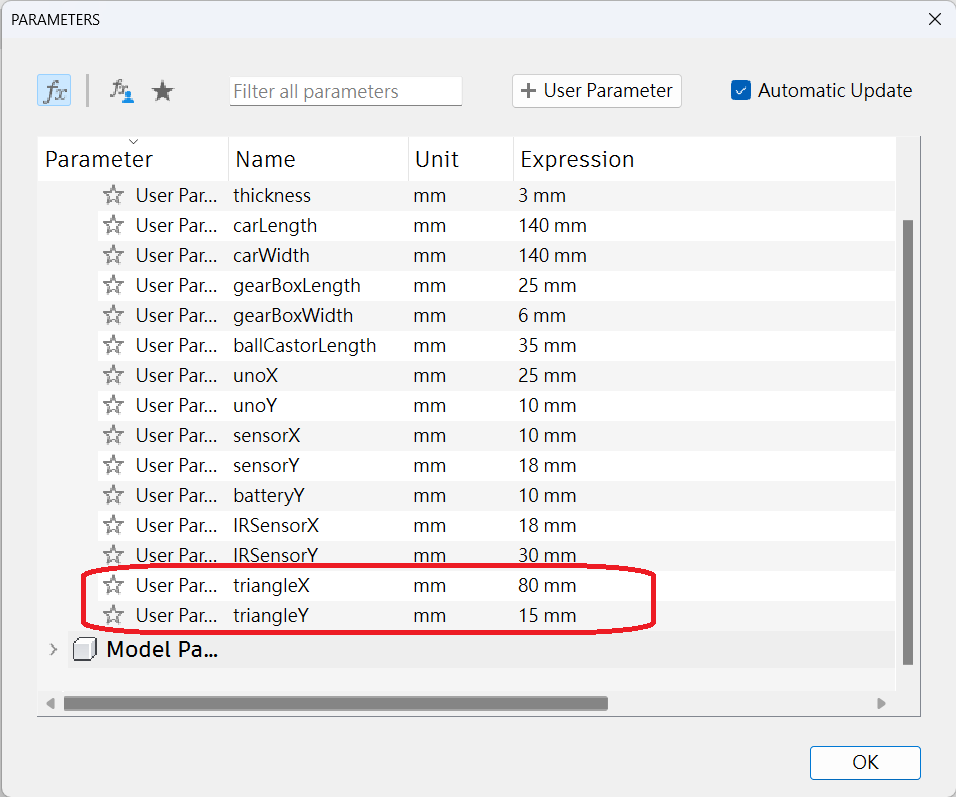 PARAMETERS
fx fx Filter all parameters + User Parameter Automatic Update
Parameter Name Unit Expression
User Par... thickness mm 3 mm
User Par... carLength mm 140 mm
User Par... carWidth mm 140 mm
User Par... gearBoxLength mm 25 mm
User Par... gearBoxWidth mm 6 mm
User Par... ballCastorLength mm 35 mm
User Par... unoX mm 25 mm
User Par... unoY mm 10 mm
User Par... sensorX mm 10 mm
User Par... sensorY mm 18 mm
User Par... batteryY mm 10 mm
User Par... IRSensorX mm 18 mm
User Par... IRSensorY mm 30 mm
User Par... triangleX mm 80 mm
User Par... triangleY mm 15 mm
Model Pa...
OK